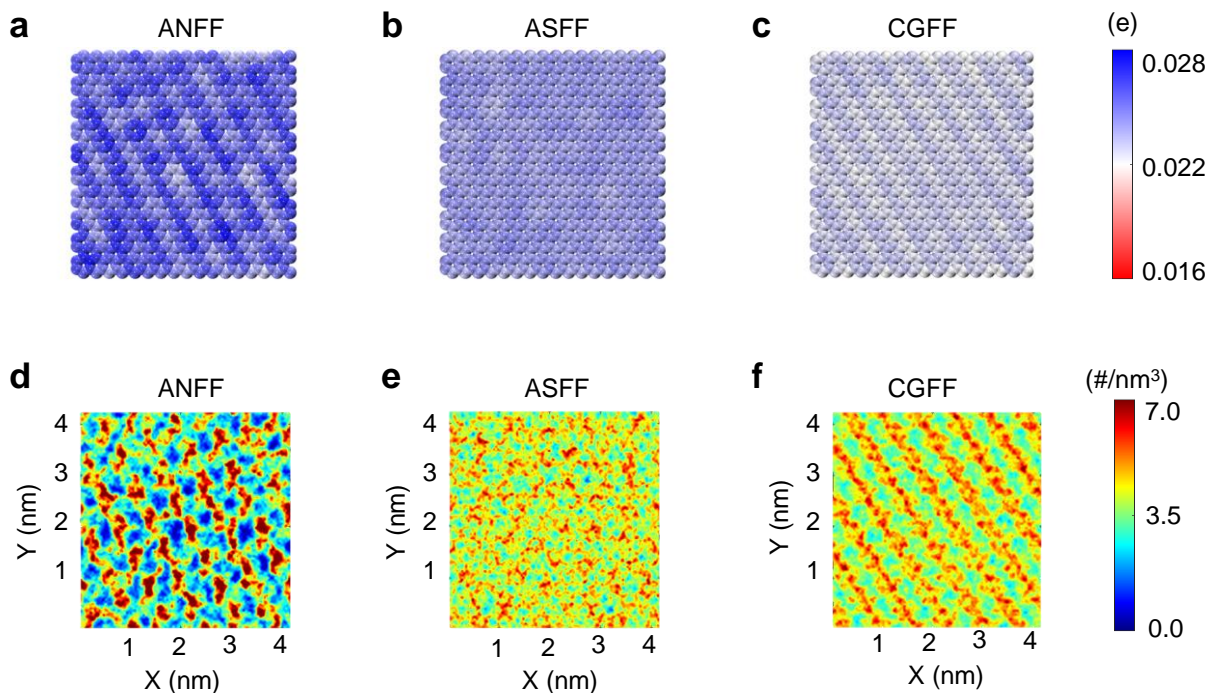 a ANFF
b ASFF
c CGFF
(e)
0.028
0.022
0.016
d ANFF
e ASFF
f CGFF
(#/nm³)
7.0
3.5
0.0
Y (nm)
4
3
2
1
1 2 3 4
X (nm)
Y (nm)
4
3
2
1
1 2 3 4
X (nm)
Y (nm)
4
3
2
1
1 2 3 4
X (nm)